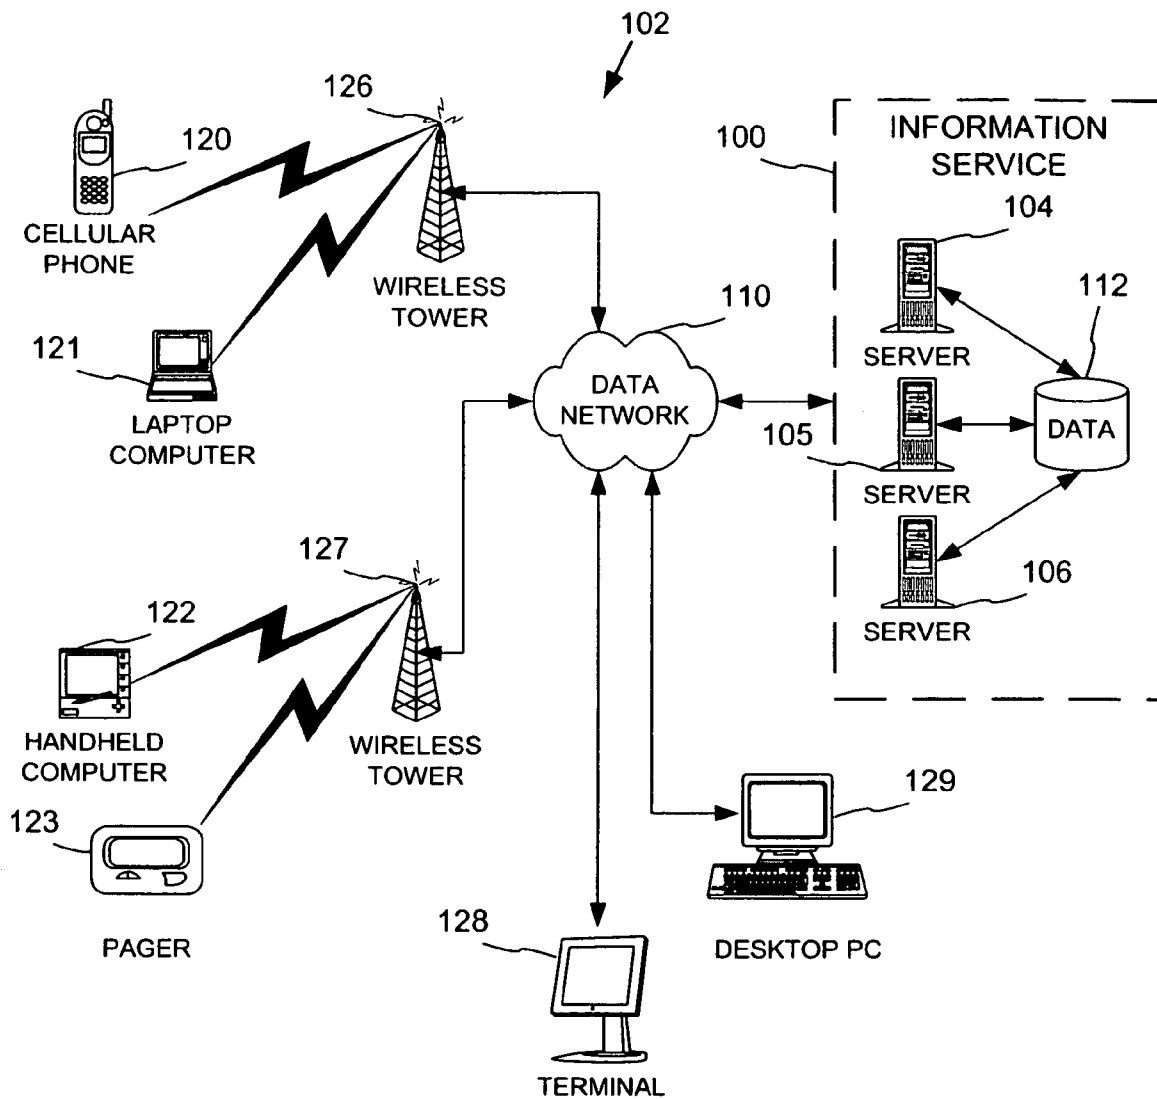 102
126
120
CELLULAR
PHONE
WIRELESS
TOWER
121
LAPTOP
COMPUTER
110
DATA
NETWORK
100
INFORMATION
SERVICE
104
SERVER
112
DATA
105
SERVER
106
SERVER
127
122
HANDHELD
COMPUTER
WIRELESS
TOWER
123
PAGER
129
DESKTOP PC
128
TERMINAL